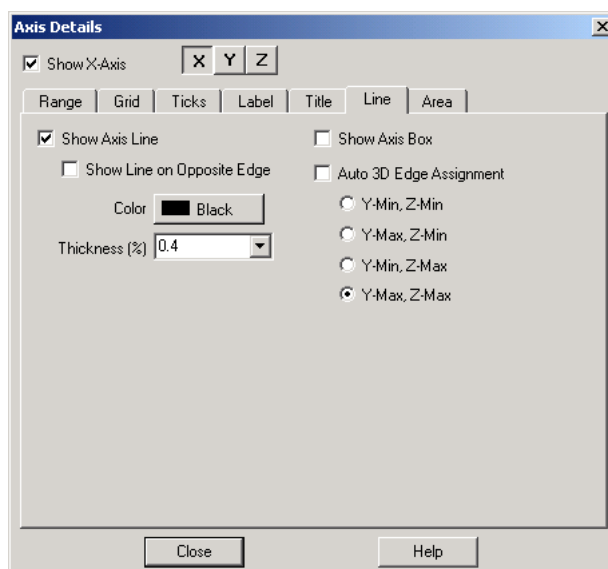 Axis Details
Show X-Axis X Y Z
Range Grid Ticks Label Title Line Area
Show Axis Line
Show Line on Opposite Edge
Color Black
Thickness (%) 0.4
Show Axis Box
Auto 3D Edge Assignment
Y-Min, Z-Min
Y-Max, Z-Min
Y-Min, Z-Max
Y-Max, Z-Max
Close Help